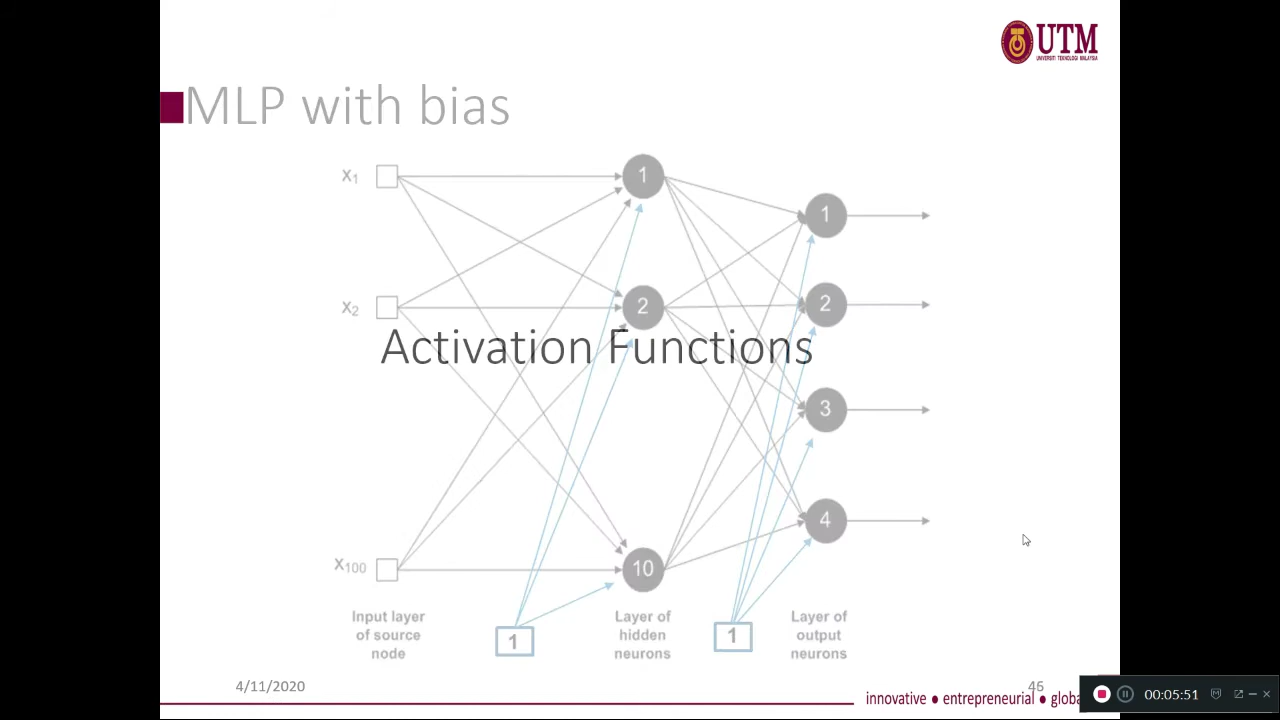 UTM
UNIVERSITI TEKNOLOGI MALAYSIA
MLP with bias
x1
1
1
x2
2
2
Activation Functions
3
4
x100
10
Input layer
of source
node
1
Layer of
hidden
neurons
1
Layer of
output
neurons
4/11/2020
46
innovative ● entrepreneurial ● globa
00:05:51